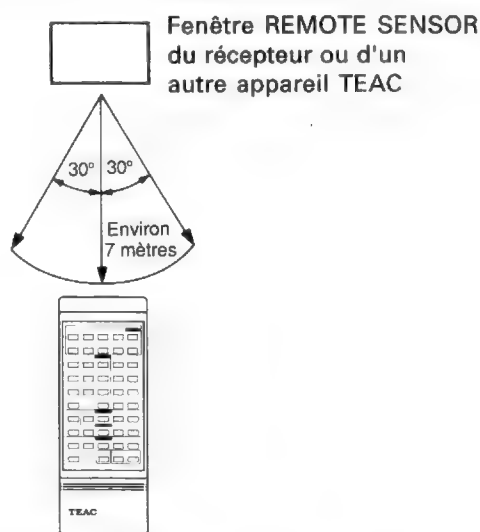 Fenêtre REMOTE SENSOR
du récepteur ou d'un
autre appareil TEAC
30° 30°
Environ
7 mètres
TEAC